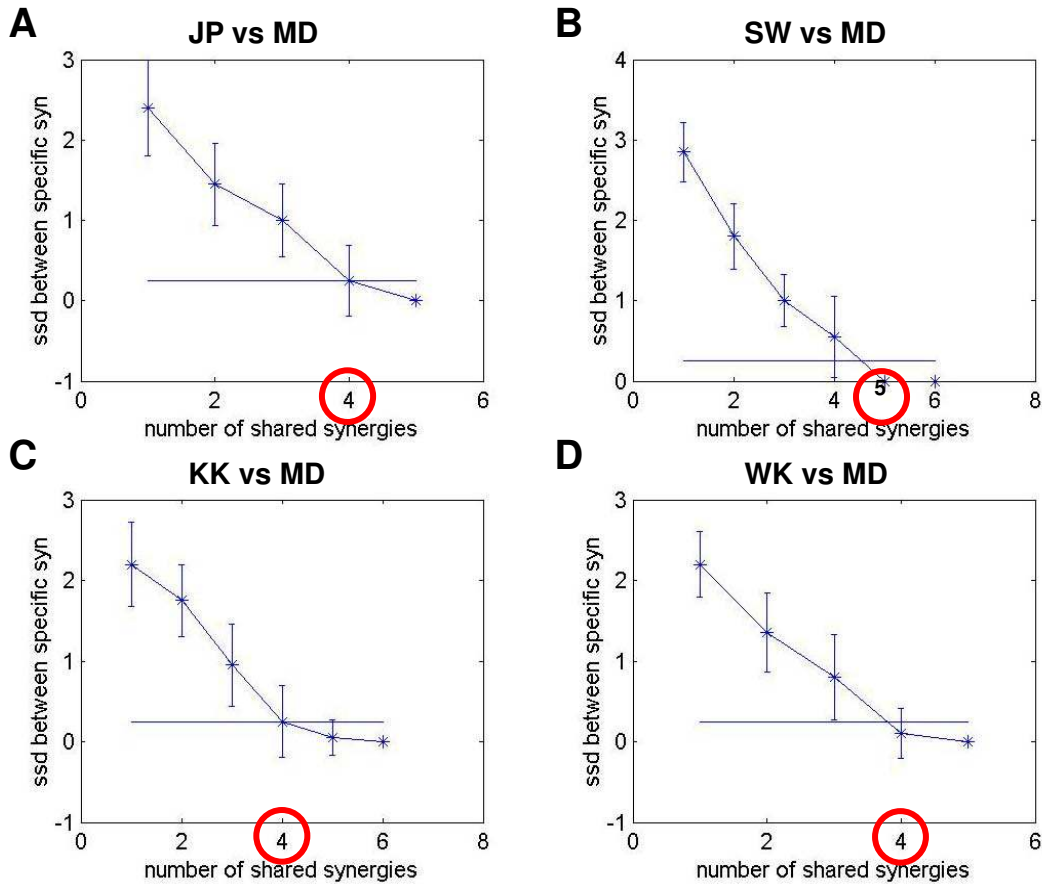 A
JP vs MD
3
2
1
0
-1
ssd between specific syn
0
2
4
6
number of shared synergies
B
SW vs MD
4
3
2
1
0
ssd between specific syn
0
2
4
5
6
8
number of shared synergies
C
KK vs MD
3
2
1
0
-1
ssd between specific syn
0
2
4
6
8
number of shared synergies
D
WK vs MD
3
2
1
0
-1
ssd between specific syn
0
2
4
6
number of shared synergies